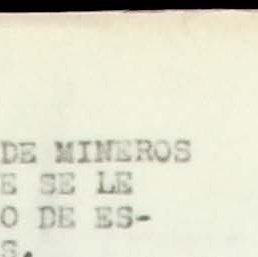 DE MINEROS
E SE LE
O DE ES-
S.